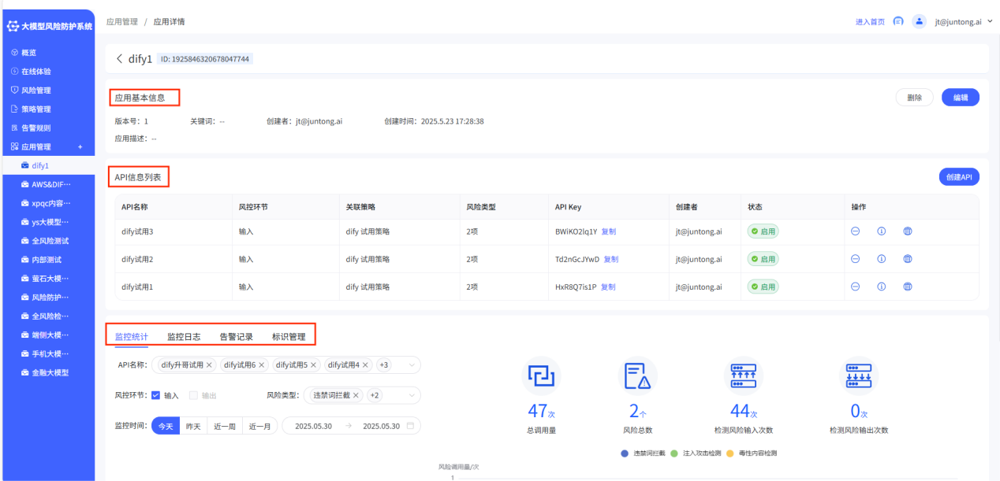 大模型风险防护系统
应用管理 / 应用详情
进入首页
jt@juntong.ai
概览
在线体验
风险管理
策略管理
告警规则
应用管理 +
dify1
AWS&DIF···
xpqc内容···
ys大模型···
全风险测试
内部测试
萤石大模···
风险防护···
全风险检···
端侧大模···
手机大模···
金融大模型
dify1 ID: 1925846320678047744
应用基本信息
删除
编辑
版本号：1 关键词：-- 创建者：jt@juntong.ai 创建时间：2025.5.23 17:28:38
应用描述：--
API信息列表
创建API
API名称 风控环节 关联策略 风险类型 API Key 创建者 状态 操作
dify试用3 输入 dify 试用策略 2项 BWiKO2lq1Y 复制 jt@juntong.ai 启用
dify试用2 输入 dify 试用策略 2项 Td2nGcJYwD 复制 jt@juntong.ai 启用
dify试用1 输入 dify 试用策略 2项 HxR8Q7is1P 复制 jt@juntong.ai 启用
监控统计 监控日志 告警记录 标识管理
API名称： dify升哥试用 × dify试用6 × dify试用5 × dify试用4 × +3
风控环节： 输入 输出 风险类型： 违禁词拦截 × +2
监控时间： 今天 昨天 近一周 近一月 2025.05.30 → 2025.05.30
47次 2个 44次 0次
总调用量 风险总数 检测风险输入次数 检测风险输出次数
违禁词拦截 注入攻击检测 毒性内容检测
风险调用量/次
1